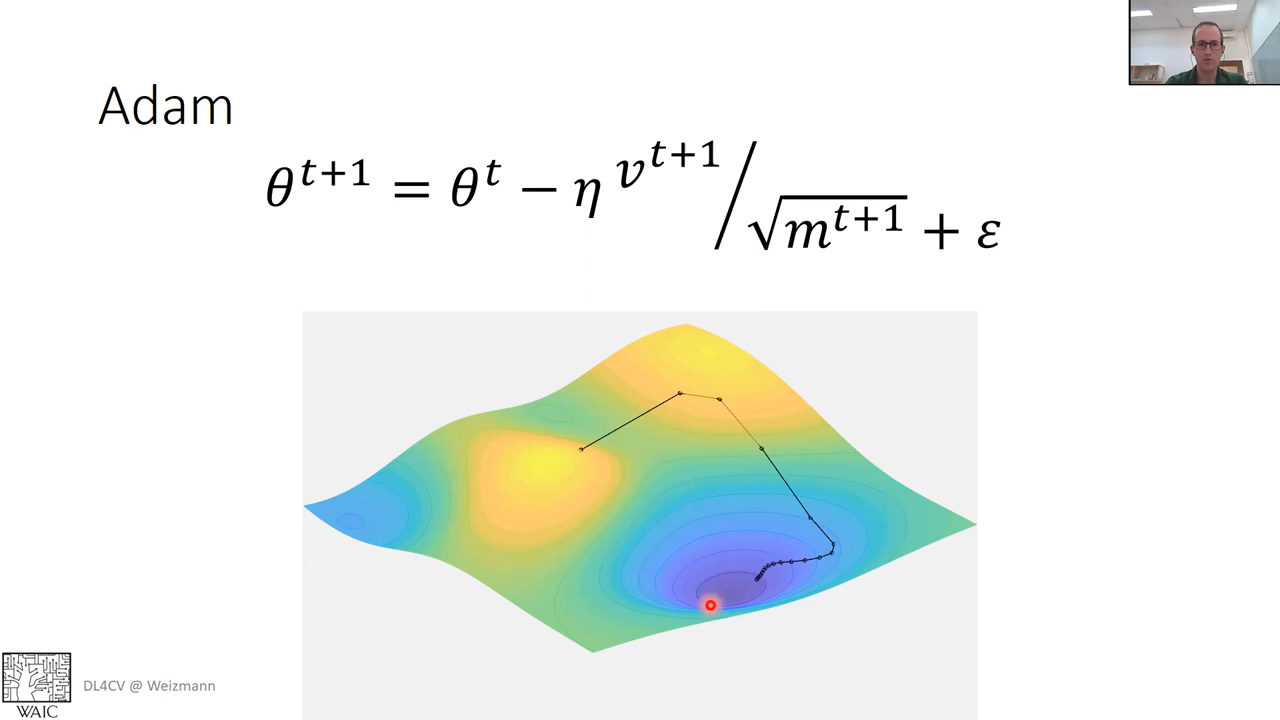 Adam
θ^{t+1} = θ^t − η v^{t+1} / √(m^{t+1}) + ε
DL4CV @ Weizmann
WAIC